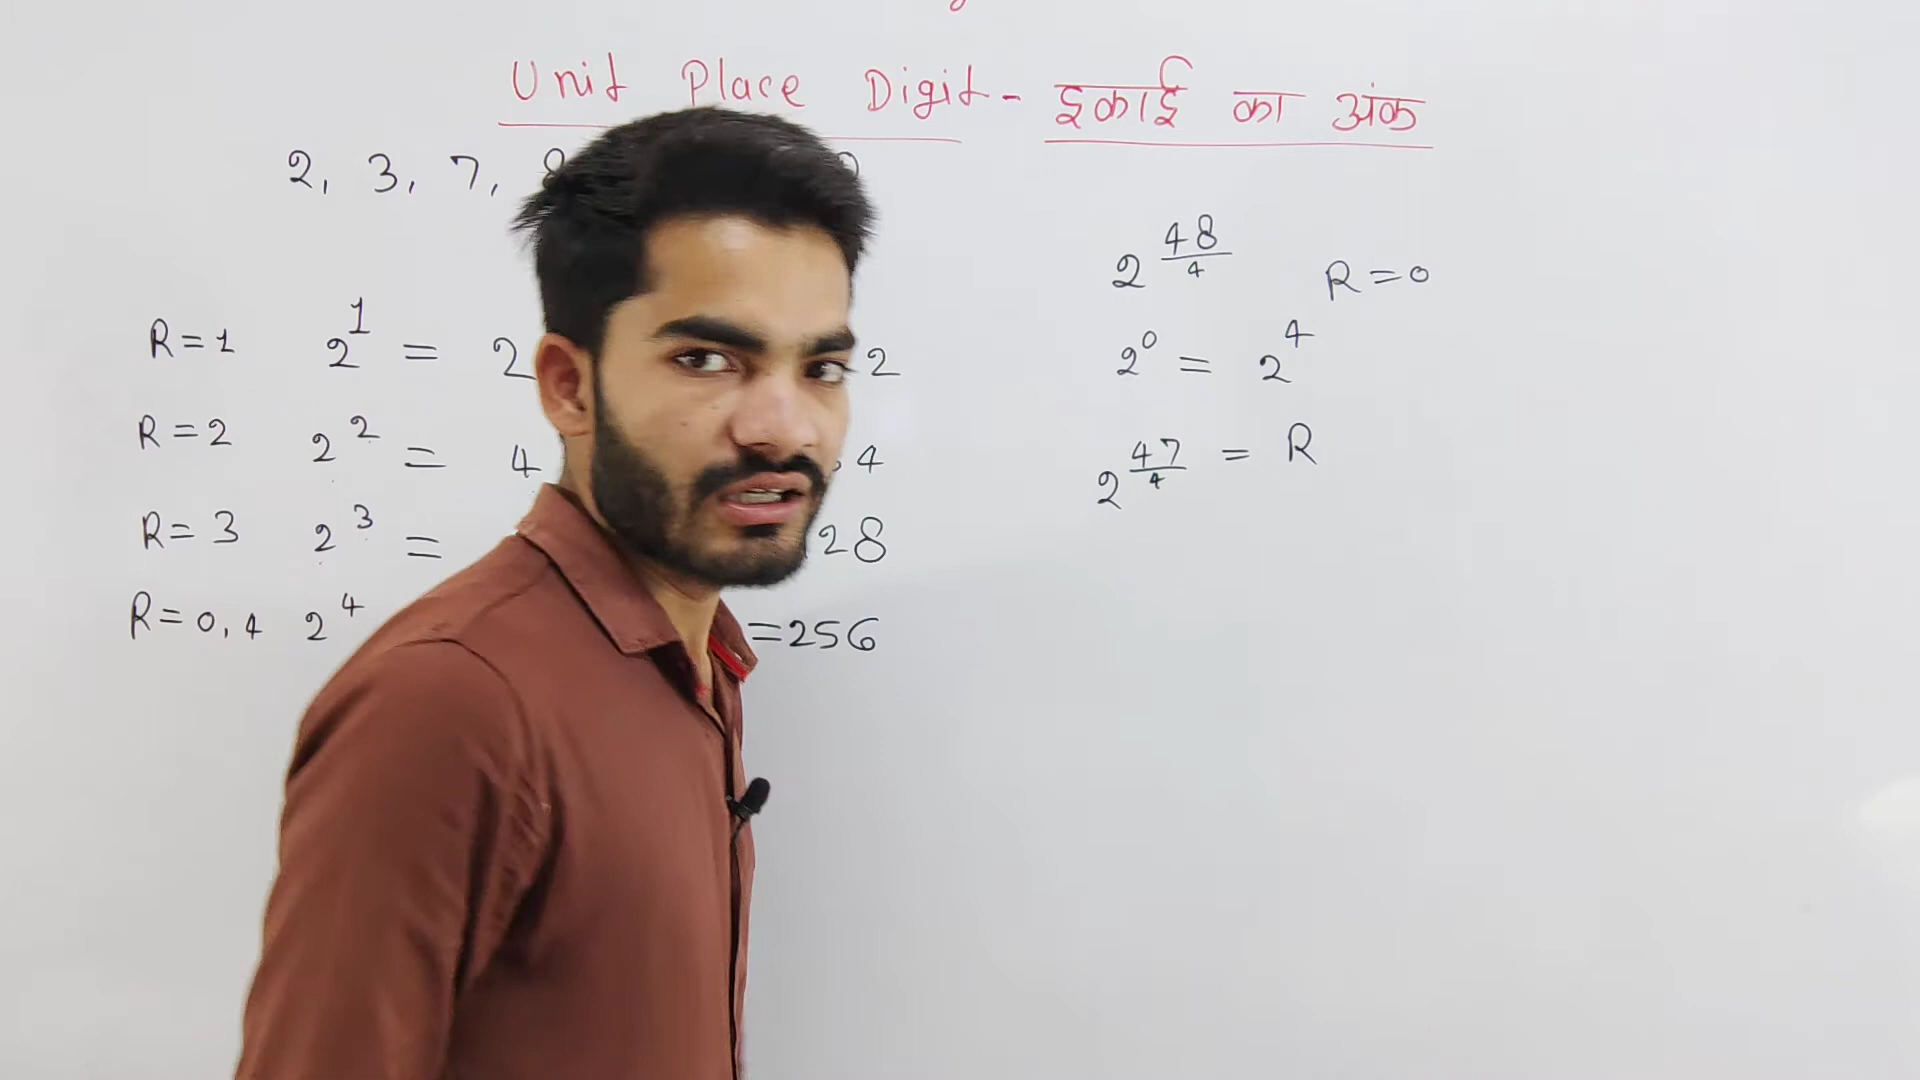 Unit Place Digit - इकाई का अंक
2, 3, 7,
R = 1 2^1 = 2 2
R = 2 2^2 = 4 4
R = 3 2^3 = 28
R = 0, 4 2^4 = 256
2^48/4 R = 0
2^0 = 2^4
2^47/4 = R